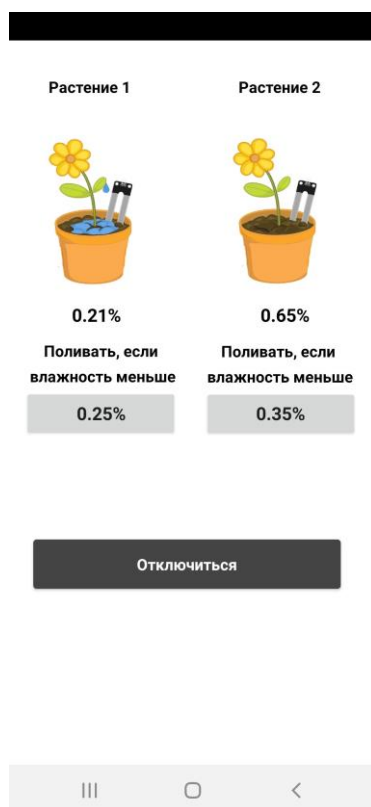 Растение 1
Растение 2
0.21%
0.65%
Поливать, если
влажность меньше
Поливать, если
влажность меньше
0.25%
0.35%
Отключиться